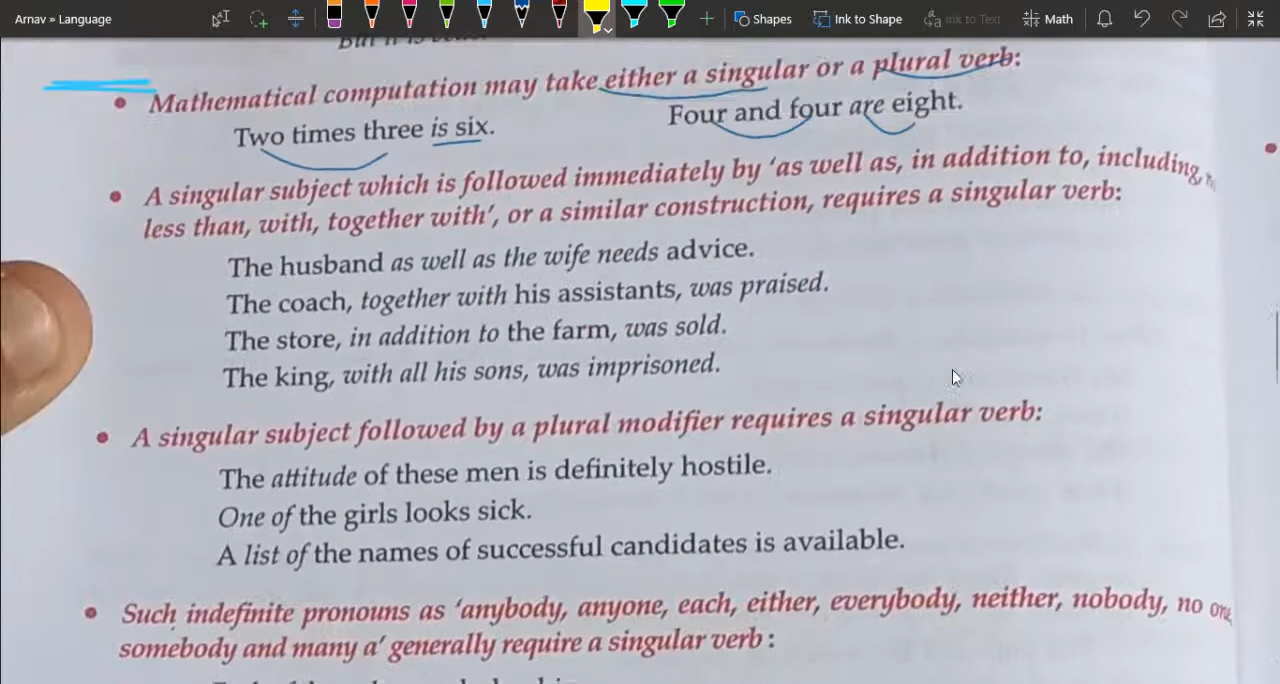 Arnav » Language
Shapes
Ink to Shape
Ink to Text
Math
But it is
Mathematical computation may take either a singular or a plural verb:
Two times three is six. Four and four are eight.
A singular subject which is followed immediately by 'as well as, in addition to, including,
less than, with, together with', or a similar construction, requires a singular verb:
The husband as well as the wife needs advice.
The coach, together with his assistants, was praised.
The store, in addition to the farm, was sold.
The king, with all his sons, was imprisoned.
A singular subject followed by a plural modifier requires a singular verb:
The attitude of these men is definitely hostile.
One of the girls looks sick.
A list of the names of successful candidates is available.
Such indefinite pronouns as 'anybody, anyone, each, either, everybody, neither, nobody, no one,
somebody and many a' generally require a singular verb :